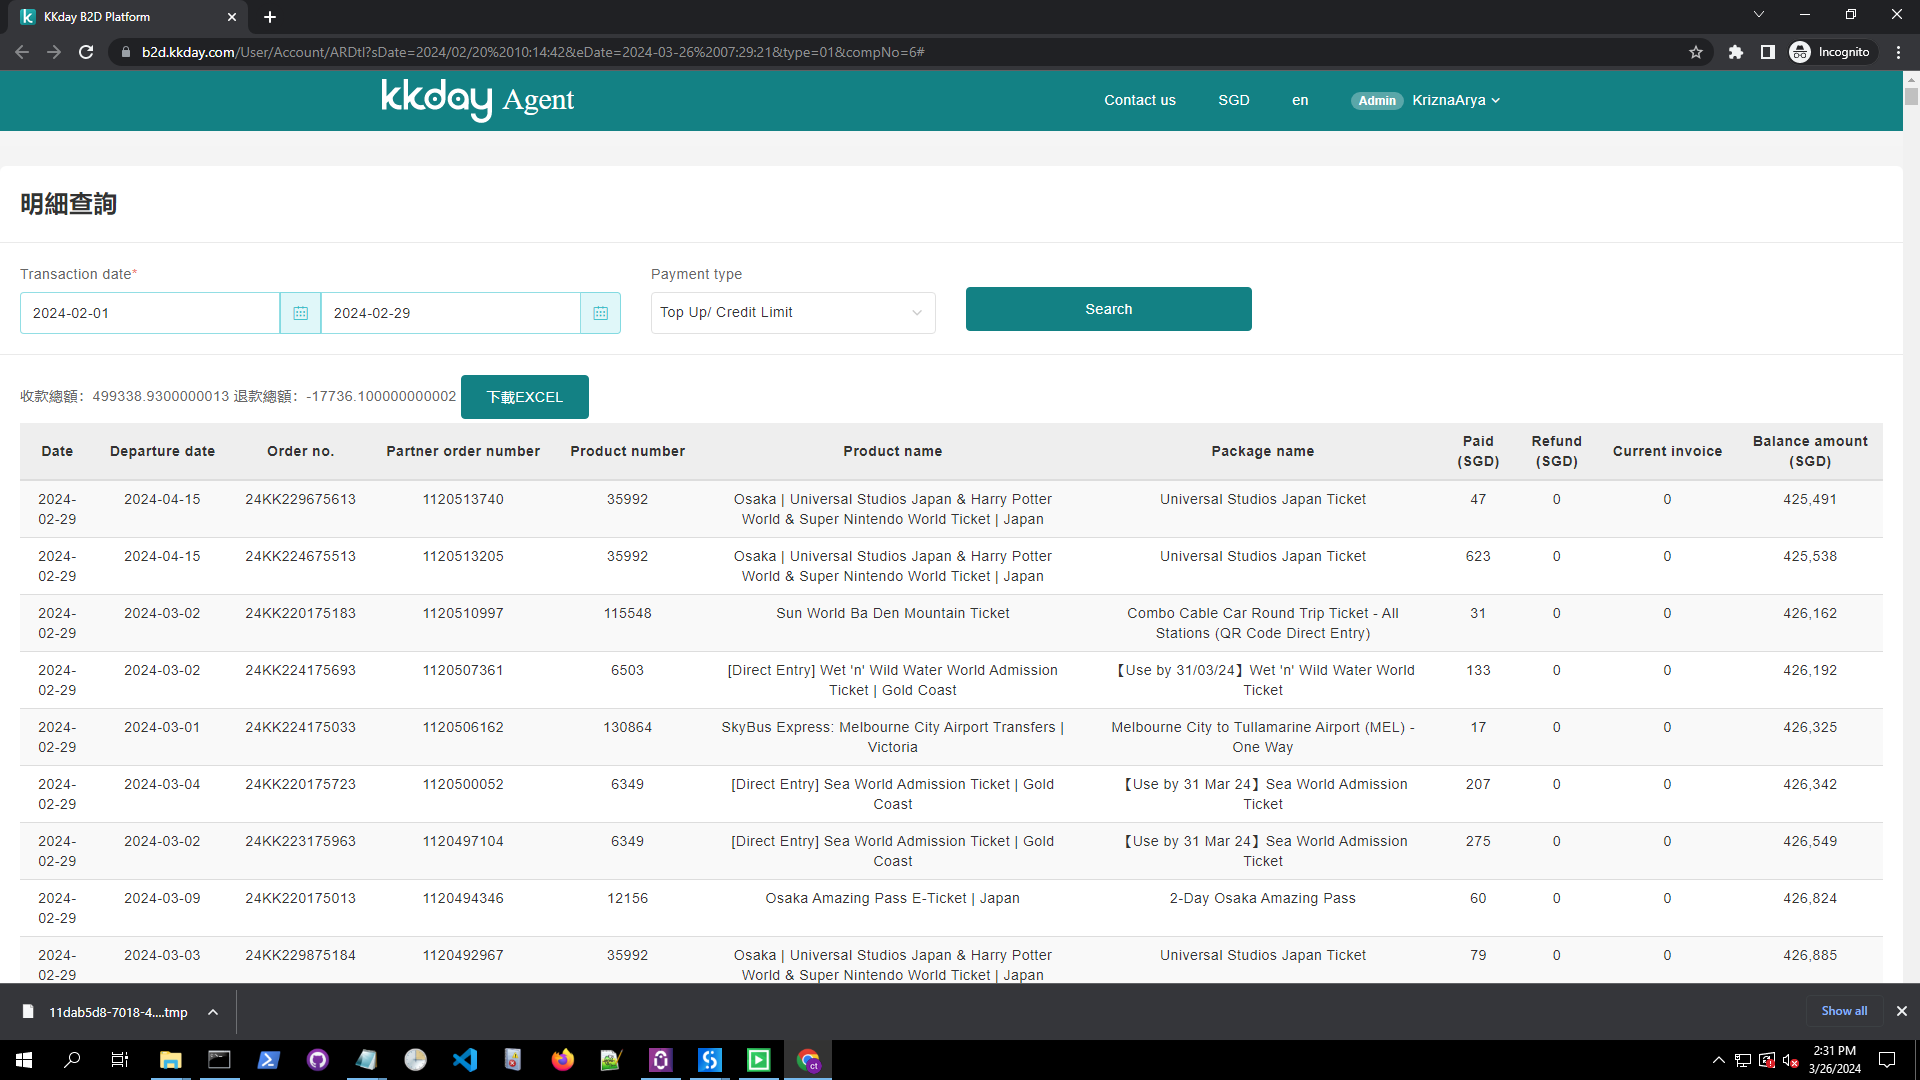 KKday B2D Platform
b2d.kkday.com/User/Account/ARDtl?sDate=2024/02/20%2010:14:42&eDate=2024-03-26%2007:29:21&type=01&compNo=6#
Incognito
kkday Agent
Contact us SGD en Admin KriznaArya
明細查詢
Transaction date* Payment type
2024-02-01 2024-02-29 Top Up/ Credit Limit Search
收款總額：499338.9300000013 退款總額：-17736.100000000002 下載EXCEL
Date Departure date Order no. Partner order number Product number Product name Package name Paid (SGD) Refund (SGD) Current invoice Balance amount (SGD)
2024-02-29 2024-04-15 24KK229675613 1120513740 35992 Osaka | Universal Studios Japan & Harry Potter World & Super Nintendo World Ticket | Japan Universal Studios Japan Ticket 47 0 0 425,491
2024-02-29 2024-04-15 24KK224675513 1120513205 35992 Osaka | Universal Studios Japan & Harry Potter World & Super Nintendo World Ticket | Japan Universal Studios Japan Ticket 623 0 0 425,538
2024-02-29 2024-03-02 24KK220175183 1120510997 115548 Sun World Ba Den Mountain Ticket Combo Cable Car Round Trip Ticket - All Stations (QR Code Direct Entry) 31 0 0 426,162
2024-02-29 2024-03-02 24KK224175693 1120507361 6503 [Direct Entry] Wet 'n' Wild Water World Admission Ticket | Gold Coast 【Use by 31/03/24】Wet 'n' Wild Water World Ticket 133 0 0 426,192
2024-02-29 2024-03-01 24KK224175033 1120506162 130864 SkyBus Express: Melbourne City Airport Transfers | Victoria Melbourne City to Tullamarine Airport (MEL) - One Way 17 0 0 426,325
2024-02-29 2024-03-04 24KK220175723 1120500052 6349 [Direct Entry] Sea World Admission Ticket | Gold Coast 【Use by 31 Mar 24】Sea World Admission Ticket 207 0 0 426,342
2024-02-29 2024-03-02 24KK223175963 1120497104 6349 [Direct Entry] Sea World Admission Ticket | Gold Coast 【Use by 31 Mar 24】Sea World Admission Ticket 275 0 0 426,549
2024-02-29 2024-03-09 24KK220175013 1120494346 12156 Osaka Amazing Pass E-Ticket | Japan 2-Day Osaka Amazing Pass 60 0 0 426,824
2024-02-29 2024-03-03 24KK229875184 1120492967 35992 Osaka | Universal Studios Japan & Harry Potter World & Super Nintendo World Ticket | Japan Universal Studios Japan Ticket 79 0 0 426,885
11dab5d8-7018-4....tmp Show all
2:31 PM
3/26/2024